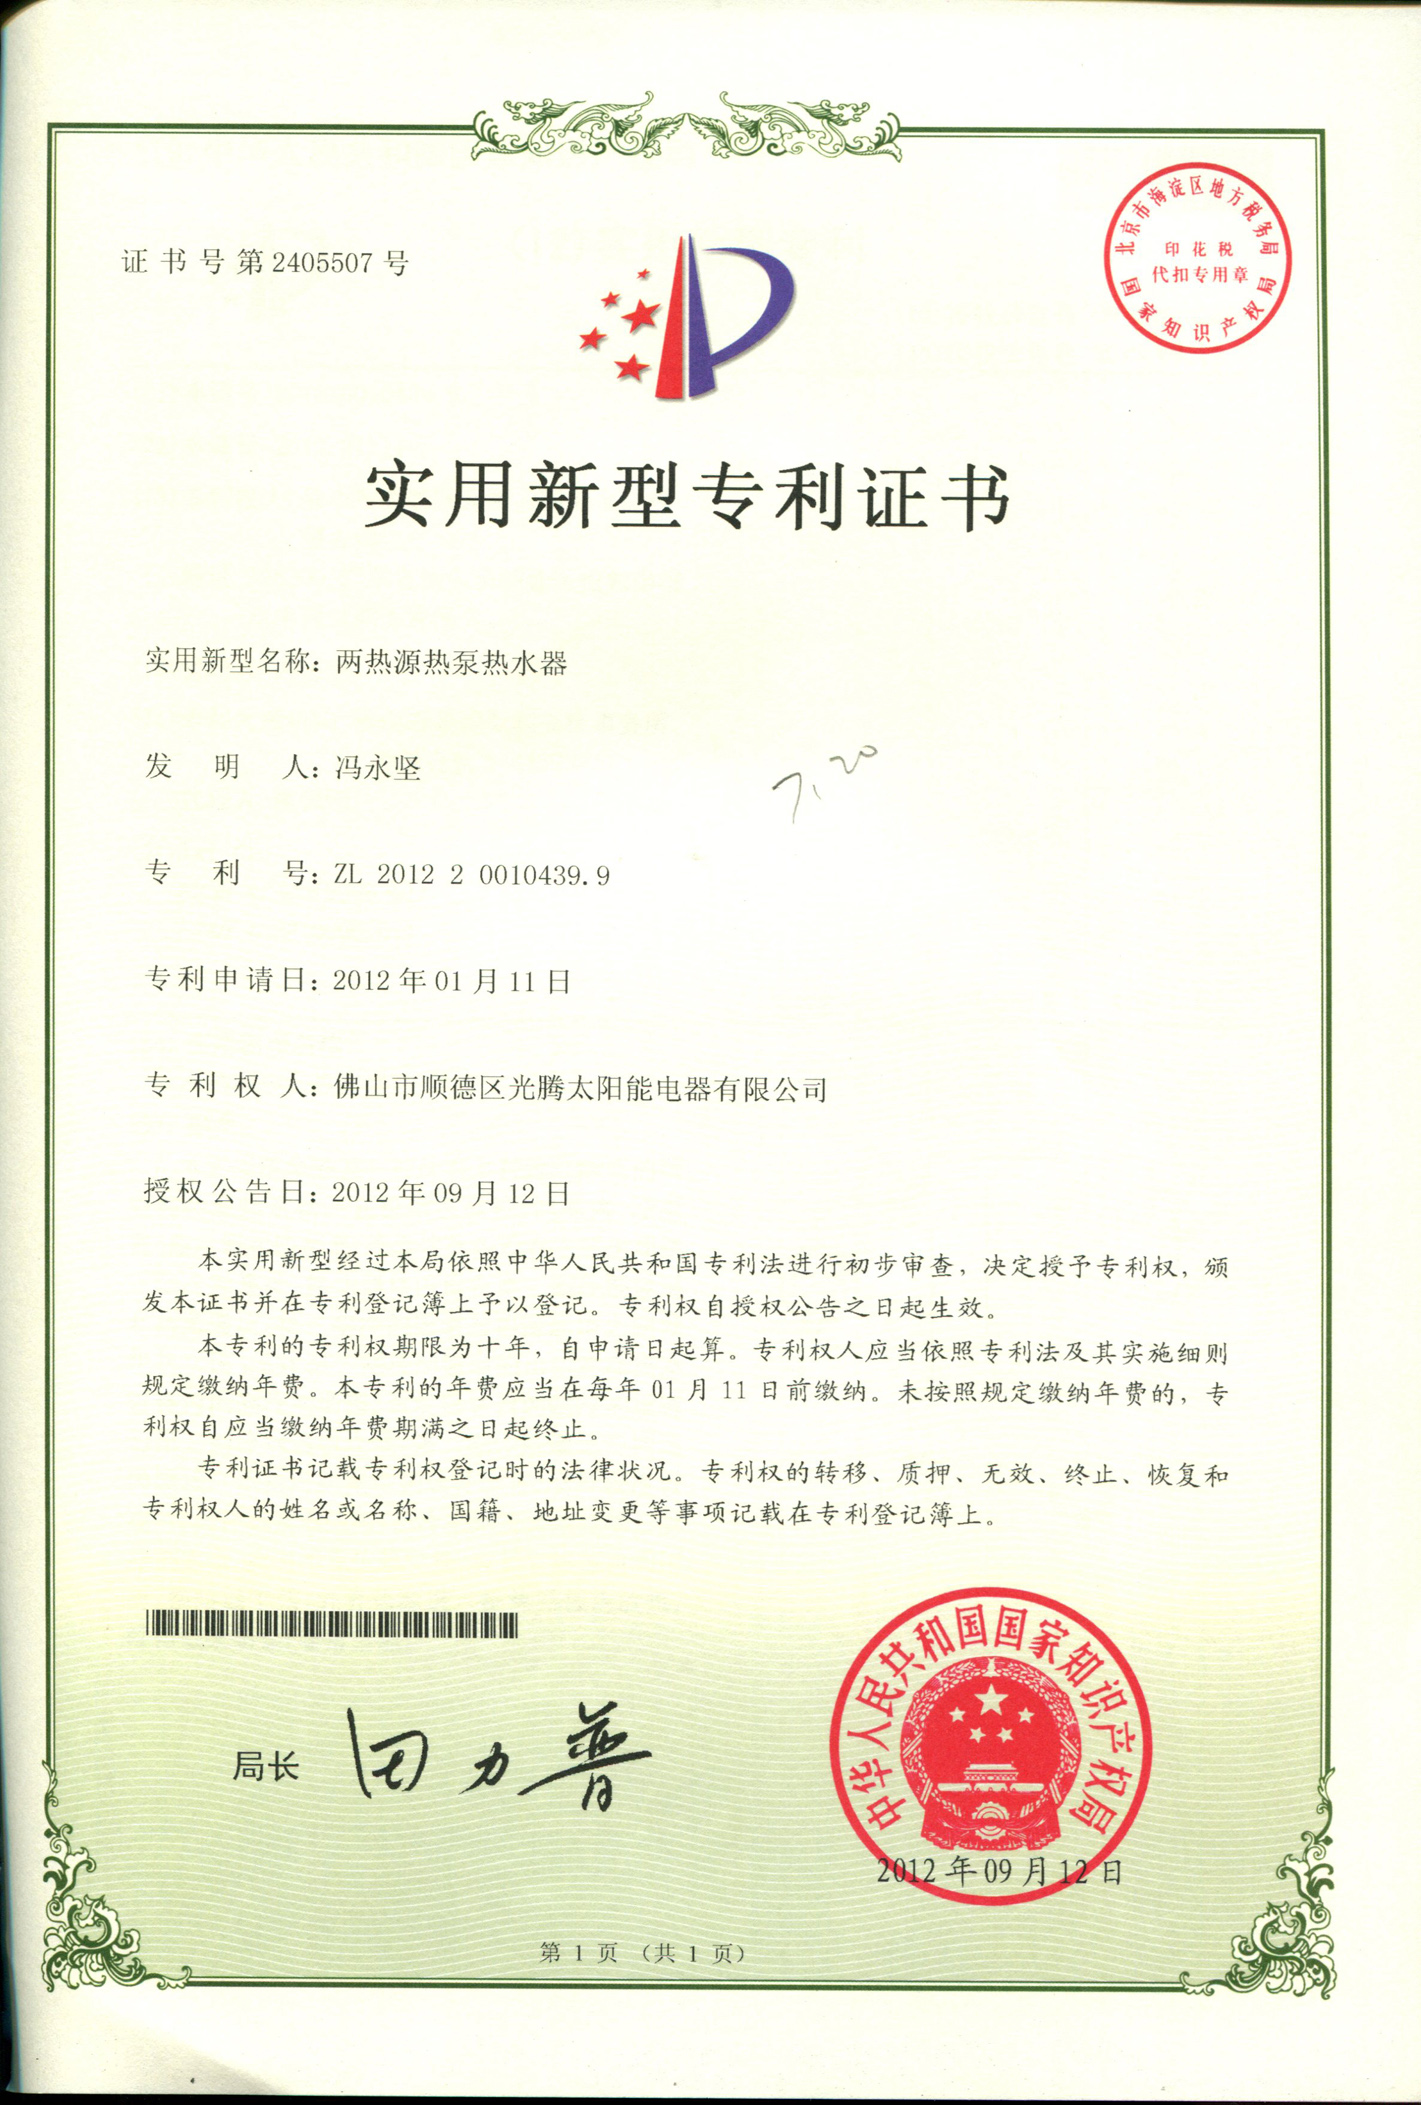 证书号第2405507号
北京市海淀区地方税务局
印花税
代扣专用章
国家知识产权局
实用新型专利证书
实用新型名称：两热源热泵热水器
发明人：冯永坚
7.20
专利号：ZL 2012 2 0010439.9
专利申请日：2012年01月11日
专利权人：佛山市顺德区光腾太阳能电器有限公司
授权公告日：2012年09月12日
本实用新型经过本局依照中华人民共和国专利法进行初步审查，决定授予专利权，颁
发本证书并在专利登记簿上予以登记。专利权自授权公告之日起生效。
本专利的专利权期限为十年，自申请日起算。专利权人应当依照专利法及其实施细则
规定缴纳年费。本专利的年费应当在每年01月11日前缴纳。未按照规定缴纳年费的，专
利权自应当缴纳年费期满之日起终止。
专利证书记载专利权登记时的法律状况。专利权的转移、质押、无效、终止、恢复和
专利权人的姓名或名称、国籍、地址变更等事项记载在专利登记簿上。
局长 田力普
中华人民共和国国家知识产权局
2012年09月12日
第1页（共1页）